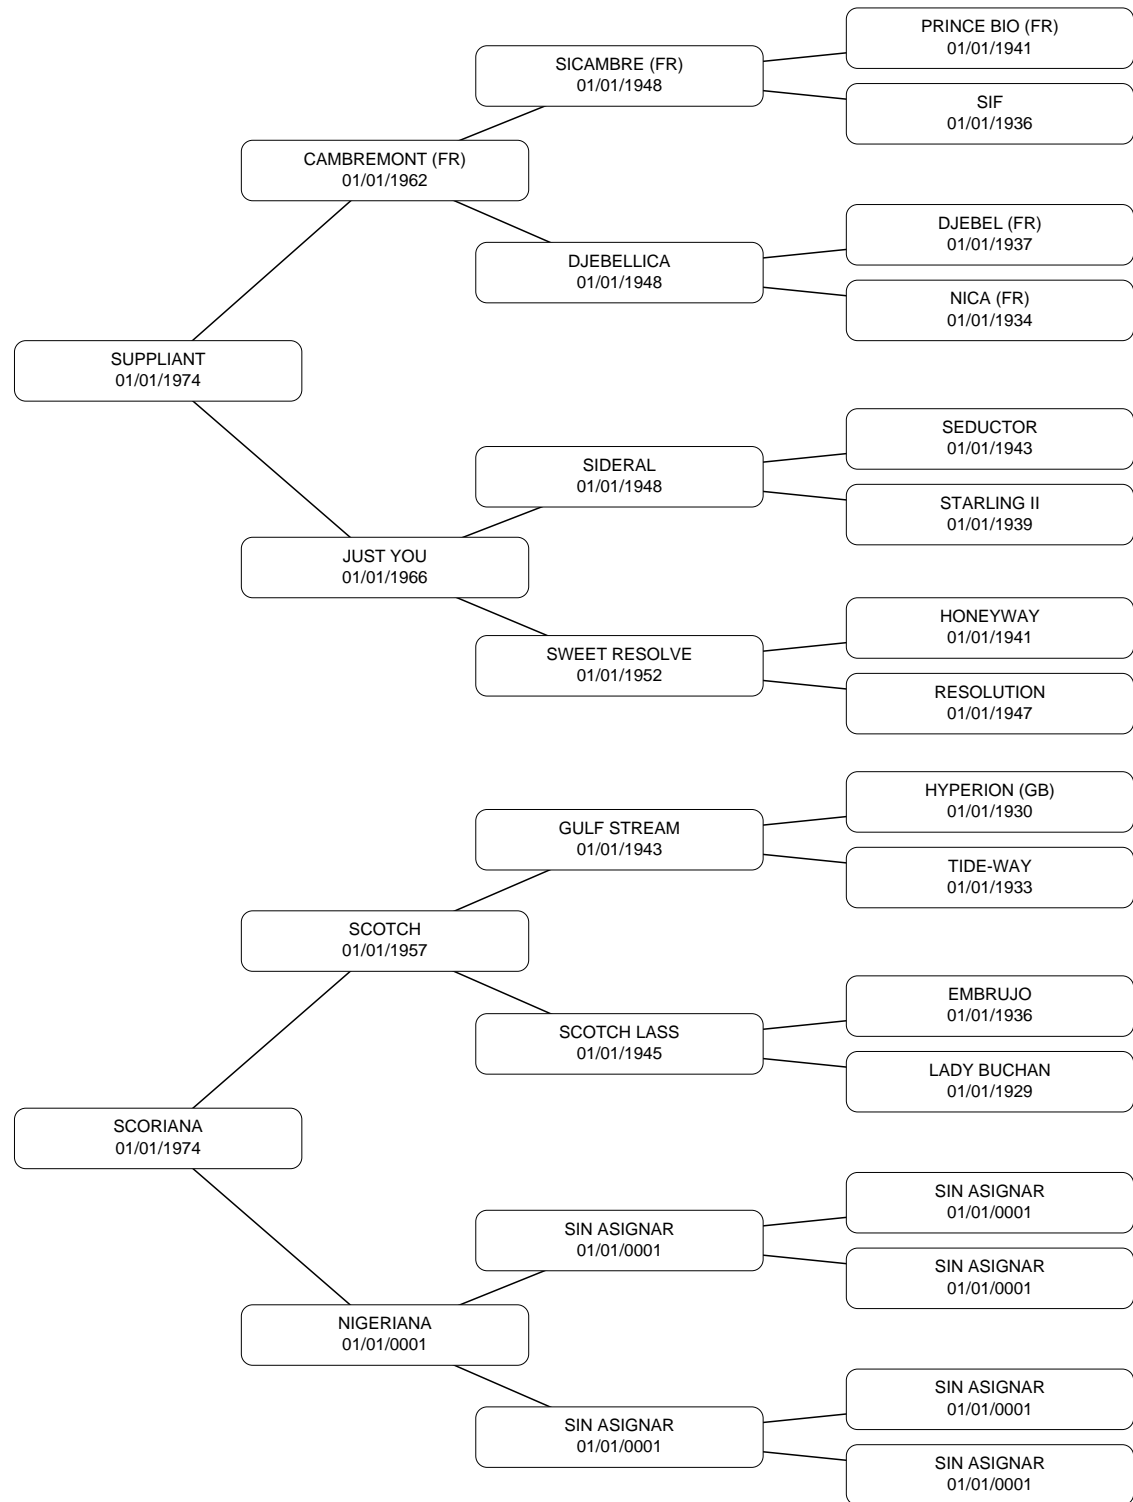 PRINCE BIO (FR)
01/01/1941
SICAMBRE (FR)
01/01/1948
SIF
01/01/1936
CAMBREMONT (FR)
01/01/1962
DJEBEL (FR)
01/01/1937
DJEBELLICA
01/01/1948
NICA (FR)
01/01/1934
SUPPLIANT
01/01/1974
SEDUCTOR
01/01/1943
SIDERAL
01/01/1948
STARLING II
01/01/1939
JUST YOU
01/01/1966
HONEYWAY
01/01/1941
SWEET RESOLVE
01/01/1952
RESOLUTION
01/01/1947
HYPERION (GB)
01/01/1930
GULF STREAM
01/01/1943
TIDE-WAY
01/01/1933
SCOTCH
01/01/1957
EMBRUJO
01/01/1936
SCOTCH LASS
01/01/1945
LADY BUCHAN
01/01/1929
SCORIANA
01/01/1974
SIN ASIGNAR
01/01/0001
SIN ASIGNAR
01/01/0001
SIN ASIGNAR
01/01/0001
NIGERIANA
01/01/0001
SIN ASIGNAR
01/01/0001
SIN ASIGNAR
01/01/0001
SIN ASIGNAR
01/01/0001